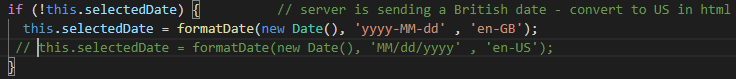 if (!this.selectedDate) {          // server is sending a British date - convert to US in html
  this.selectedDate = formatDate(new Date(), 'yyyy-MM-dd' , 'en-GB');
 // this.selectedDate = formatDate(new Date(), 'MM/dd/yyyy' , 'en-US');
}